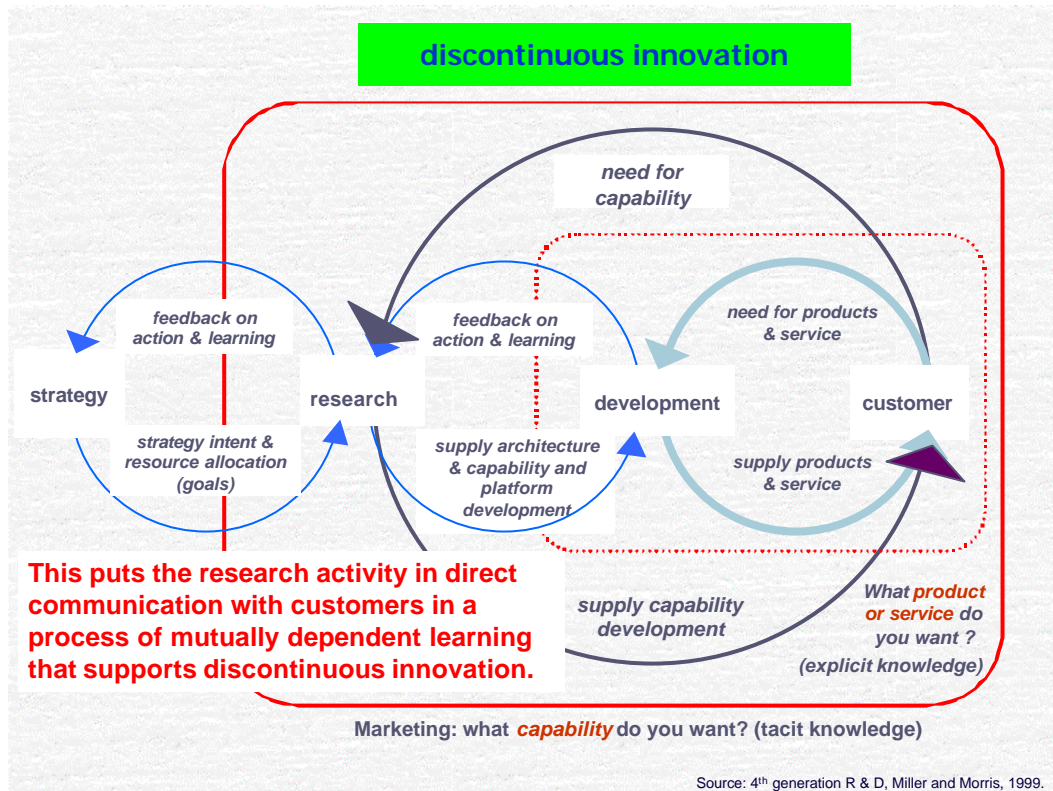 discontinuous innovation
need for
capability
feedback on
action & learning
feedback on
action & learning
need for products
& service
strategy
research
development
customer
strategy intent &
resource allocation
(goals)
supply architecture
& capability and
platform
development
supply products
& service
This puts the research activity in direct
communication with customers in a
process of mutually dependent learning
that supports discontinuous innovation.
supply capability
development
What product
or service do
you want ?
(explicit knowledge)
Marketing: what capability do you want? (tacit knowledge)
Source: 4th generation R & D, Miller and Morris, 1999.